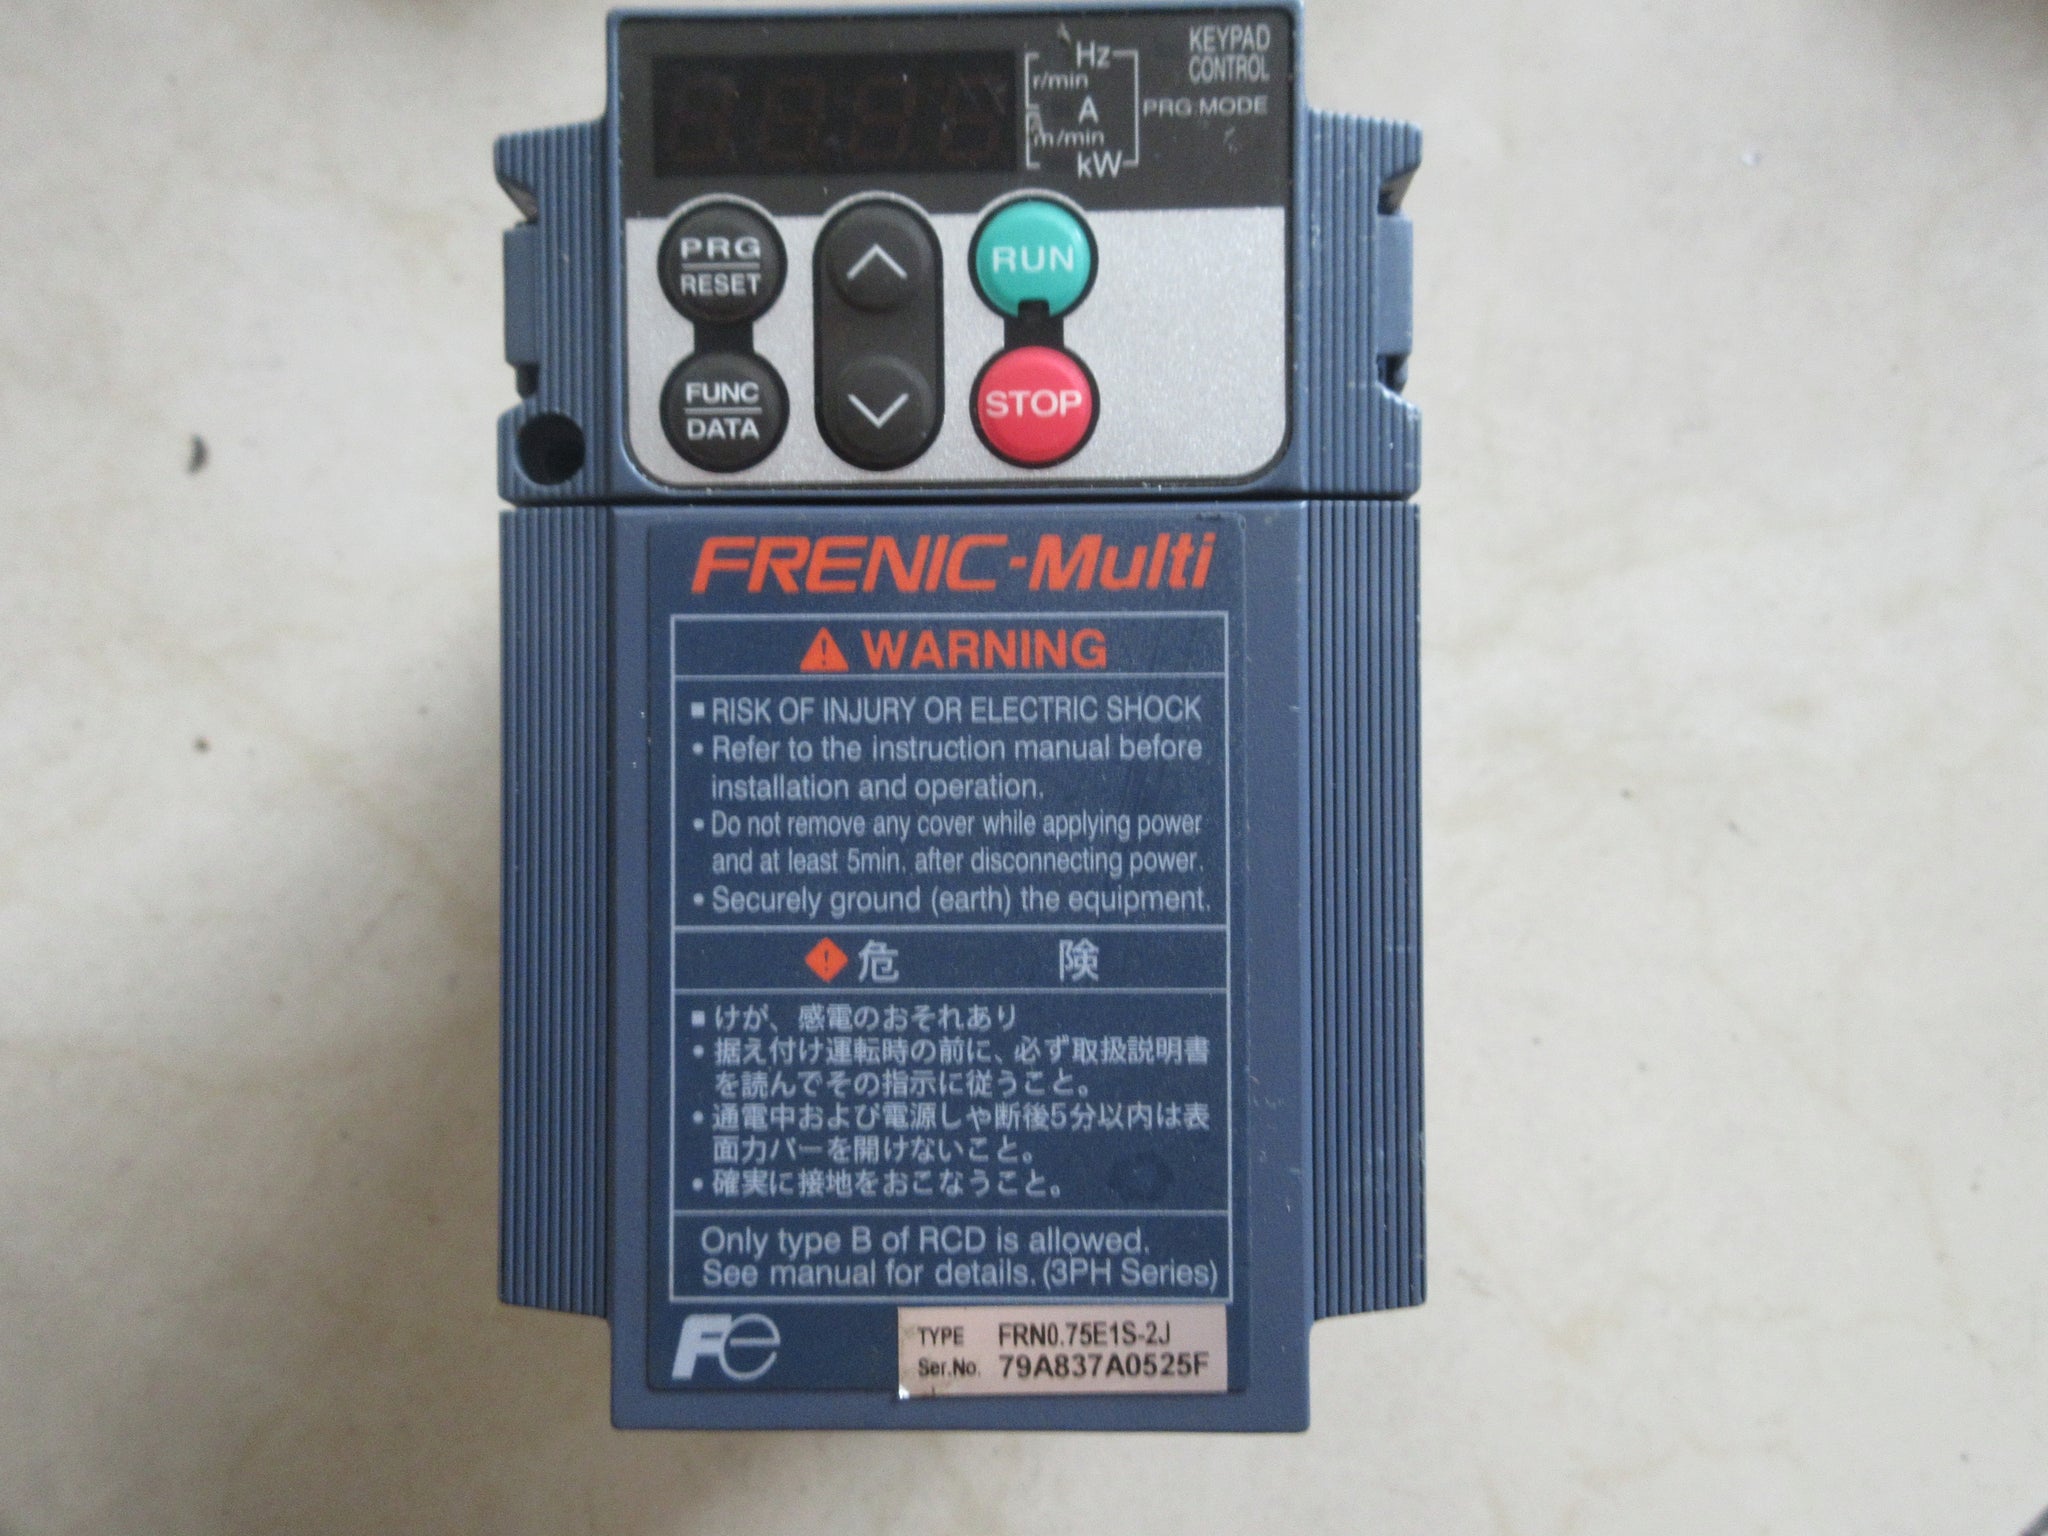 Hz
r/min
A
m/min
kW
KEYPAD
CONTROL
PRG.MODE
PRG
RESET
RUN
FUNC
DATA
STOP
FRENIC-Multi
WARNING
■ RISK OF INJURY OR ELECTRIC SHOCK
• Refer to the instruction manual before
installation and operation.
• Do not remove any cover while applying power
and at least 5min. after disconnecting power.
• Securely ground (earth) the equipment.
危 険
■ けが、感電のおそれあり
• 据え付け運転時の前に、必ず取扱説明書
を読んでその指示に従うこと。
• 通電中および電源しゃ断後5分以内は表
面カバーを開けないこと。
• 確実に接地をおこなうこと。
Only type B of RCD is allowed.
See manual for details. (3PH Series)
Fe
TYPE FRN0.75E1S-2J
Ser.No. 79A837A0525F